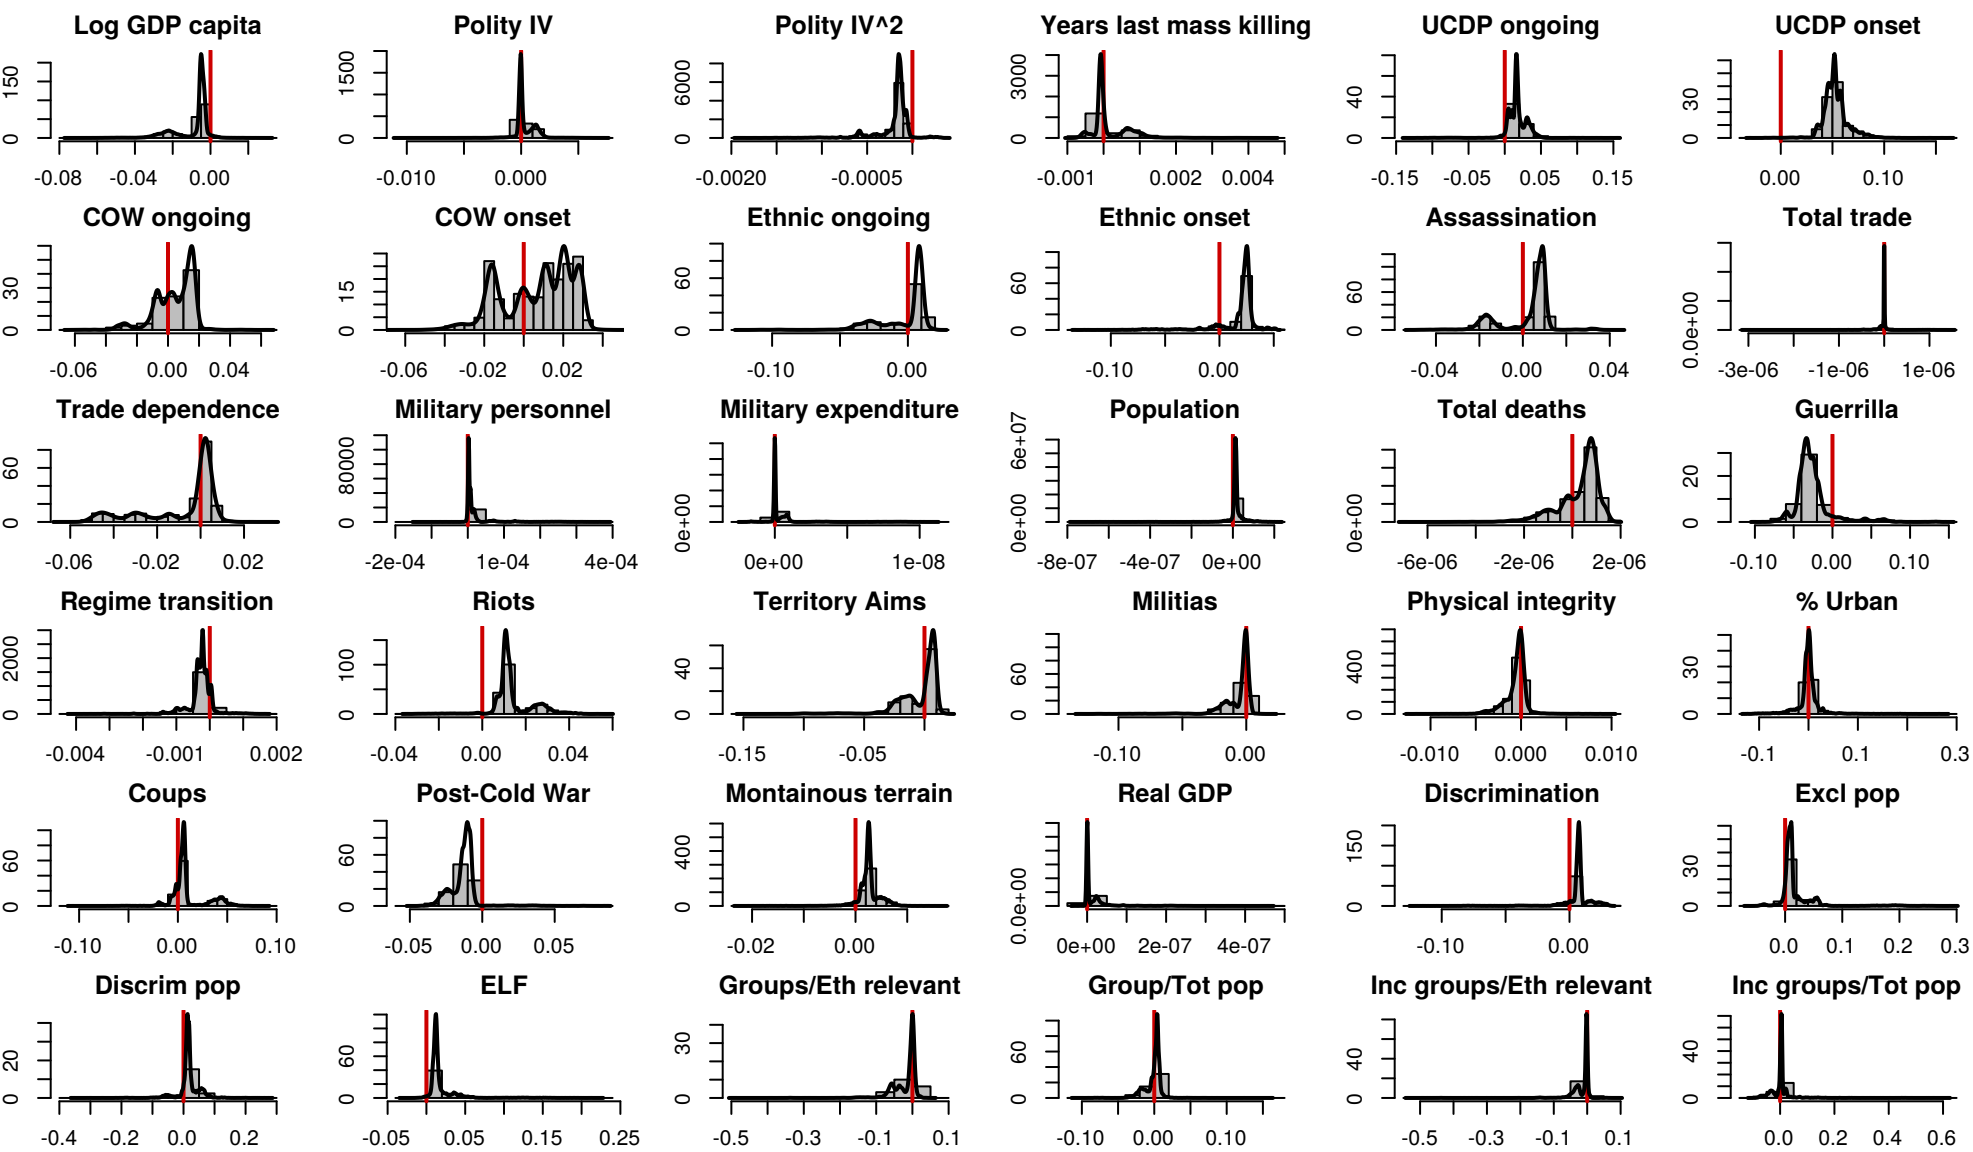 Log GDP capita Polity IV Polity IV^2 Years last mass killing UCDP ongoing UCDP onset
0 150 0 1500 0 6000 0 3000 0 40 0 30
-0.08 -0.04 0.00 -0.010 0.000 -0.0020 -0.0005 -0.001 0.002 0.004 -0.15 -0.05 0.05 0.15 0.00 0.10
COW ongoing COW onset Ethnic ongoing Ethnic onset Assassination Total trade
0 30 0 15 0 60 0 60 0 60 0.0e+00
-0.06 0.00 0.04 -0.06 -0.02 0.02 -0.10 0.00 -0.10 0.00 -0.04 0.00 0.04 -3e-06 -1e-06 1e-06
Trade dependence Military personnel Military expenditure Population Total deaths Guerrilla
0 60 0 80000 0e+00 0e+00 6e+07 0e+00 0 20
-0.06 -0.02 0.02 -2e-04 1e-04 4e-04 0e+00 1e-08 -8e-07 -4e-07 0e+00 -6e-06 -2e-06 2e-06 -0.10 0.00 0.10
Regime transition Riots Territory Aims Militias Physical integrity % Urban
0 2000 0 100 0 40 0 60 0 400 0 30
-0.004 -0.001 0.002 -0.04 0.00 0.04 -0.15 -0.05 -0.10 0.00 -0.010 0.000 0.010 -0.1 0.1 0.3
Coups Post-Cold War Montainous terrain Real GDP Discrimination Excl pop
0 60 0 60 0 400 0.0e+00 0 150 0 30
-0.10 0.00 0.10 -0.05 0.00 0.05 -0.02 0.00 0e+00 2e-07 4e-07 -0.10 0.00 0.0 0.1 0.2 0.3
Discrim pop ELF Groups/Eth relevant Group/Tot pop Inc groups/Eth relevant Inc groups/Tot pop
0 20 0 60 0 30 0 60 0 40 0 40
-0.4 -0.2 0.0 0.2 -0.05 0.05 0.15 0.25 -0.5 -0.3 -0.1 0.1 -0.10 0.00 0.10 -0.5 -0.3 -0.1 0.1 0.0 0.2 0.4 0.6